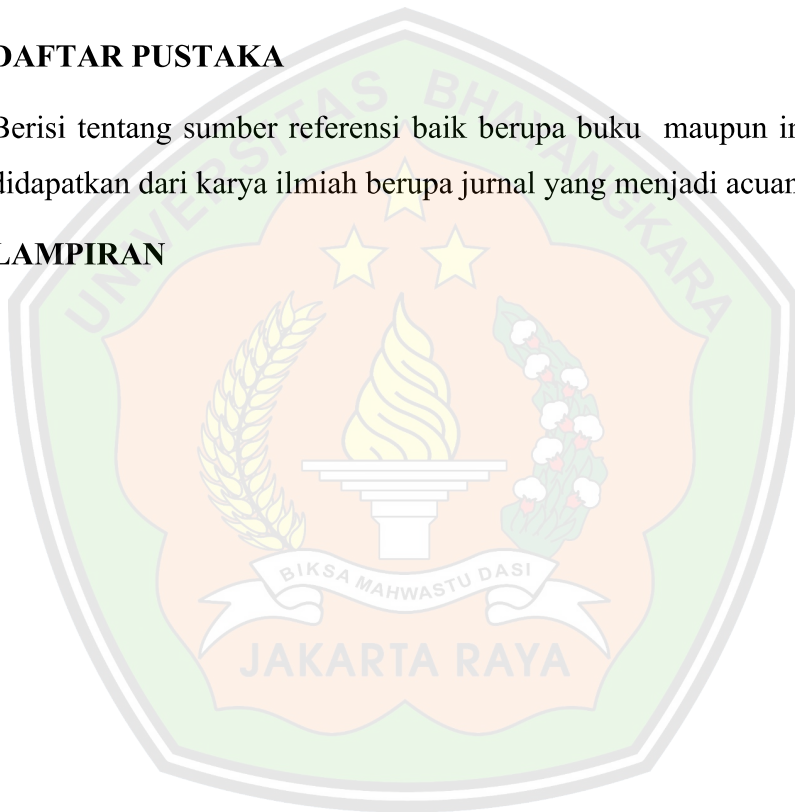 DAFTAR PUSTAKA
Berisi tentang sumber referensi baik berupa buku maupun
didapatkan dari karya ilmiah berupa jurnal yang menjadi acuan
LAMPIRAN
UNIVERSITAS BHAYANGKARA
BIKSA MAHWASTU DASI
JAKARTA RAYA